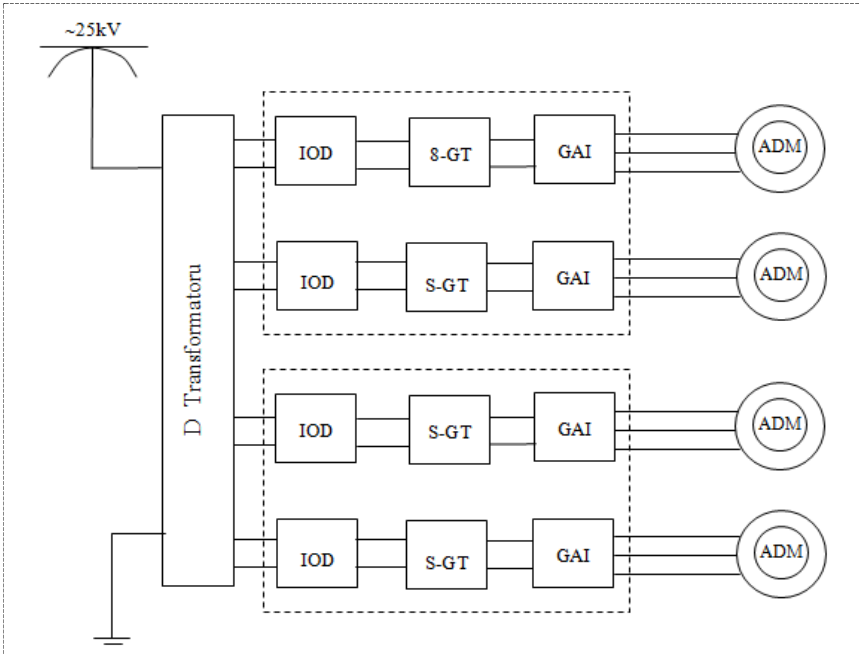 ~25kV
IOD 8-GT GAI ADM
IOD S-GT GAI ADM
D Transformatoru
IOD S-GT GAI ADM
IOD S-GT GAI ADM